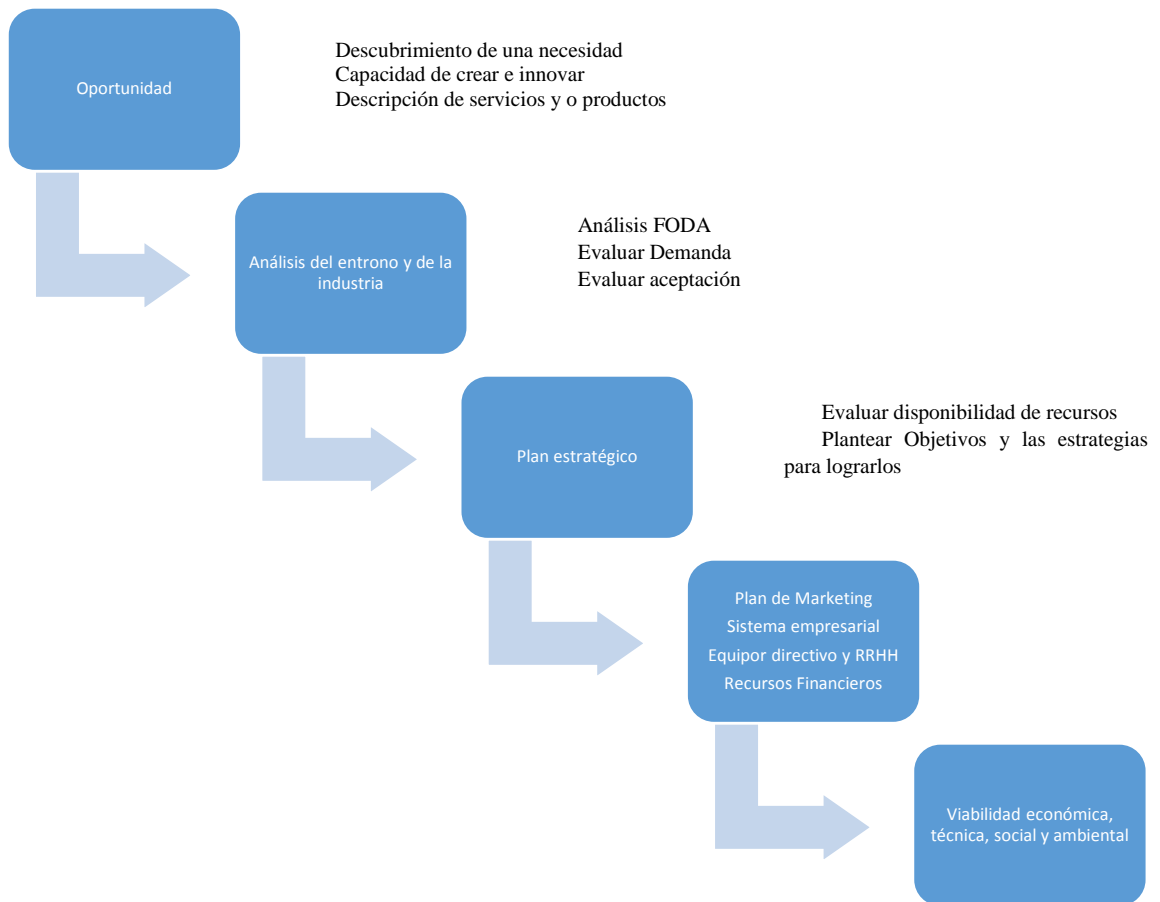 Oportunidad
Descubrimiento de una necesidad
Capacidad de crear e innovar
Descripción de servicios y o productos
Análisis del entrono y de la
industria
Análisis FODA
Evaluar Demanda
Evaluar aceptación
Plan estratégico
Evaluar disponibilidad de recursos
Plantear Objetivos y las estrategias
para lograrlos
Plan de Marketing
Sistema empresarial
Equipor directivo y RRHH
Recursos Financieros
Viabilidad económica,
técnica, social y ambiental